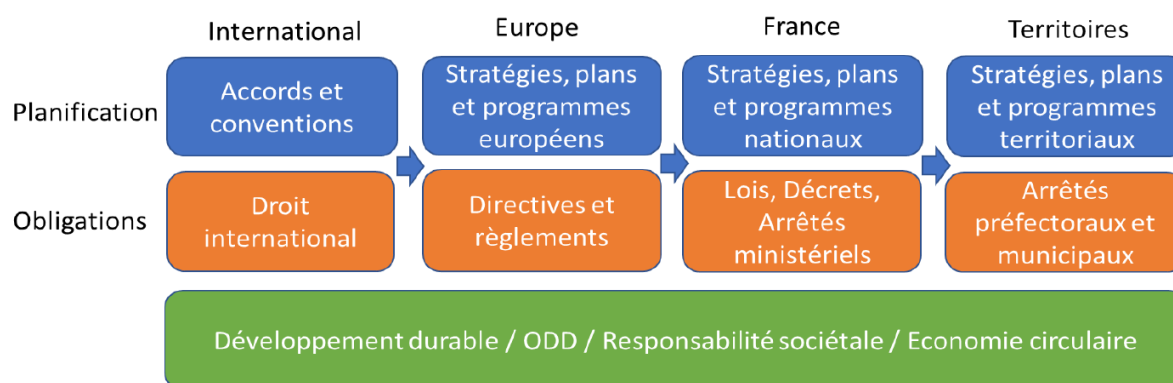 International
Europe
France
Territoires
Planification
Accords et
conventions
Stratégies, plans
et programmes
européens
Stratégies, plans
et programmes
nationaux
Stratégies, plans
et programmes
territoriaux
Obligations
Droit
international
Directives et
règlements
Lois, Décrets,
Arrêtés
ministériels
Arrêtés
préfectoraux et
municipaux
Développement durable / ODD / Responsabilité sociétale / Economie circulaire